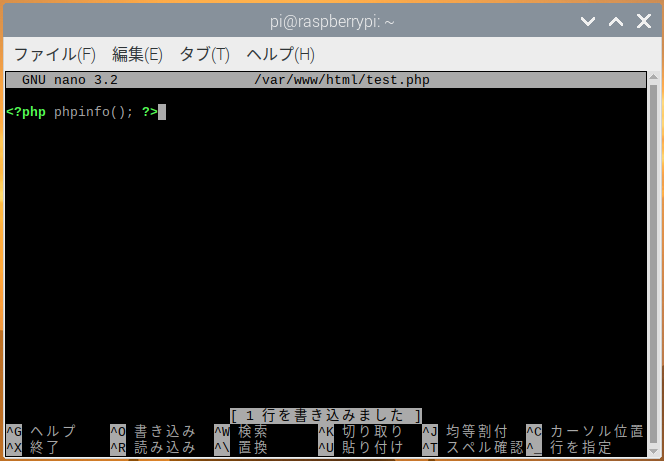 pi@raspberrypi: ~
ファイル(F) 編集(E) タブ(T) ヘルプ(H)
GNU nano 3.2 /var/www/html/test.php
<?php phpinfo(); ?>
[ 1 行を書き込みました ]
^G ヘルプ ^O 書き込み ^W 検索 ^K 切り取り ^J 均等割付 ^C カーソル位置
^X 終了 ^R 読み込み ^\ 置換 ^U 貼り付け ^T スペル確認 ^_ 行を指定